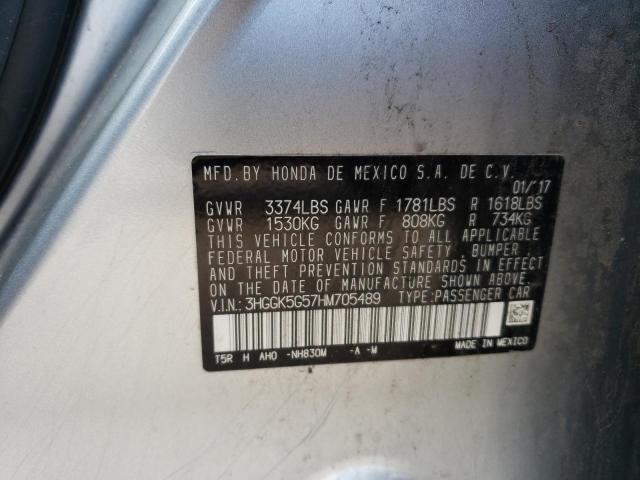 MFD. BY HONDA DE MEXICO S.A. DE C.V.
01/'17
GVWR 3374LBS GAWR F 1781LBS R 1618LBS
GVWR 1530KG GAWR F 808KG R 734KG
THIS VEHICLE CONFORMS TO ALL APPLICABLE
FEDERAL MOTOR VEHICLE SAFETY, BUMPER,
AND THEFT PREVENTION STANDARDS IN EFFECT
ON THE DATE OF MANUFACTURE SHOWN ABOVE.
V.I.N: 3HGGK5G57HM705489 TYPE:PASSENGER CAR
T5R H AHO -NH830M -A -M
MADE IN MEXICO